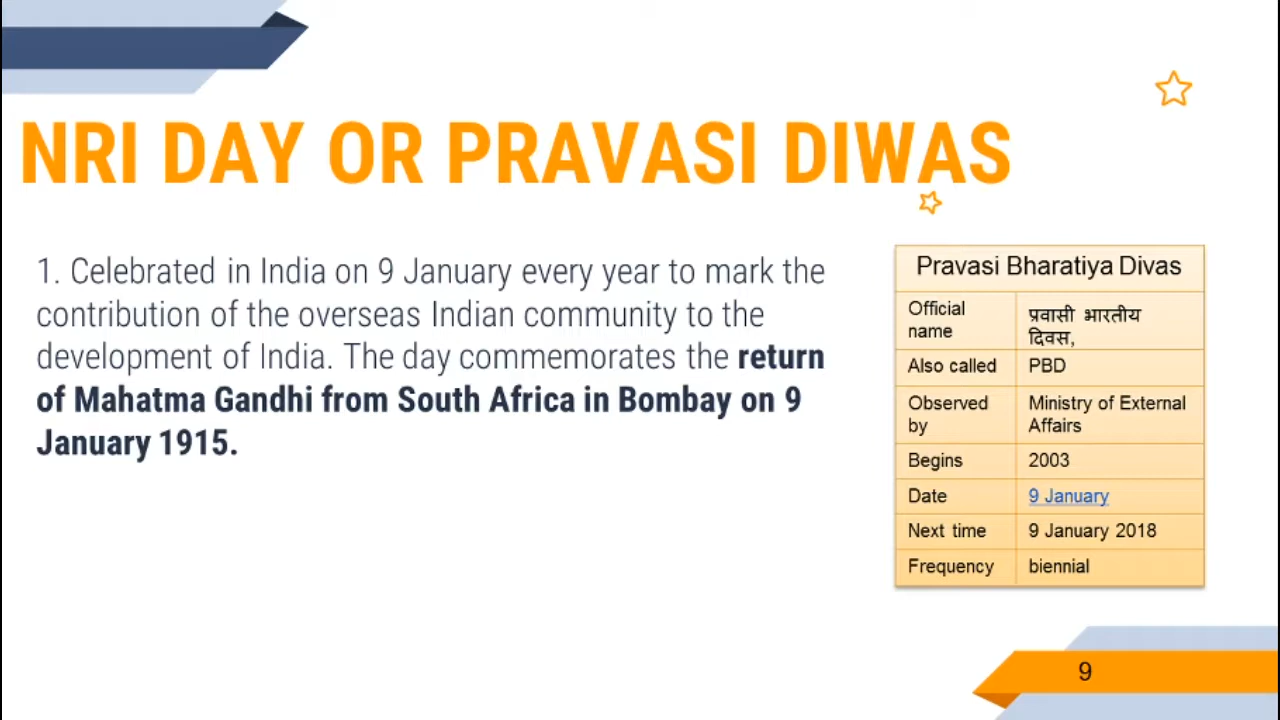 NRI DAY OR PRAVASI DIWAS
1. Celebrated in India on 9 January every year to mark the
contribution of the overseas Indian community to the
development of India. The day commemorates the return
of Mahatma Gandhi from South Africa in Bombay on 9
January 1915.
Pravasi Bharatiya Divas
Official name प्रवासी भारतीय
दिवस,
Also called PBD
Observed by Ministry of External
Affairs
Begins 2003
Date 9 January
Next time 9 January 2018
Frequency biennial
9